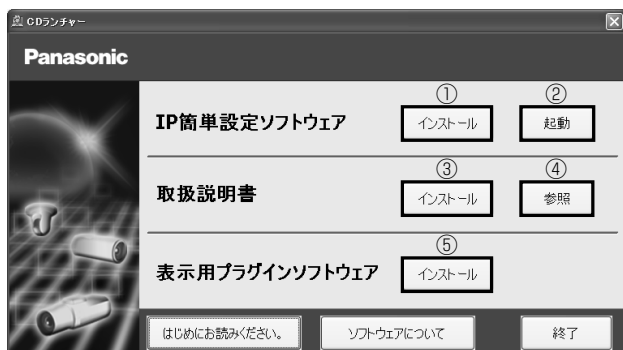 CDランチャー
Panasonic
① ②
IP簡単設定ソフトウェア インストール 起動
③ ④
取扱説明書 インストール 参照
⑤
表示用プラグインソフトウェア インストール
はじめにお読みください。 ソフトウェアについて 終了